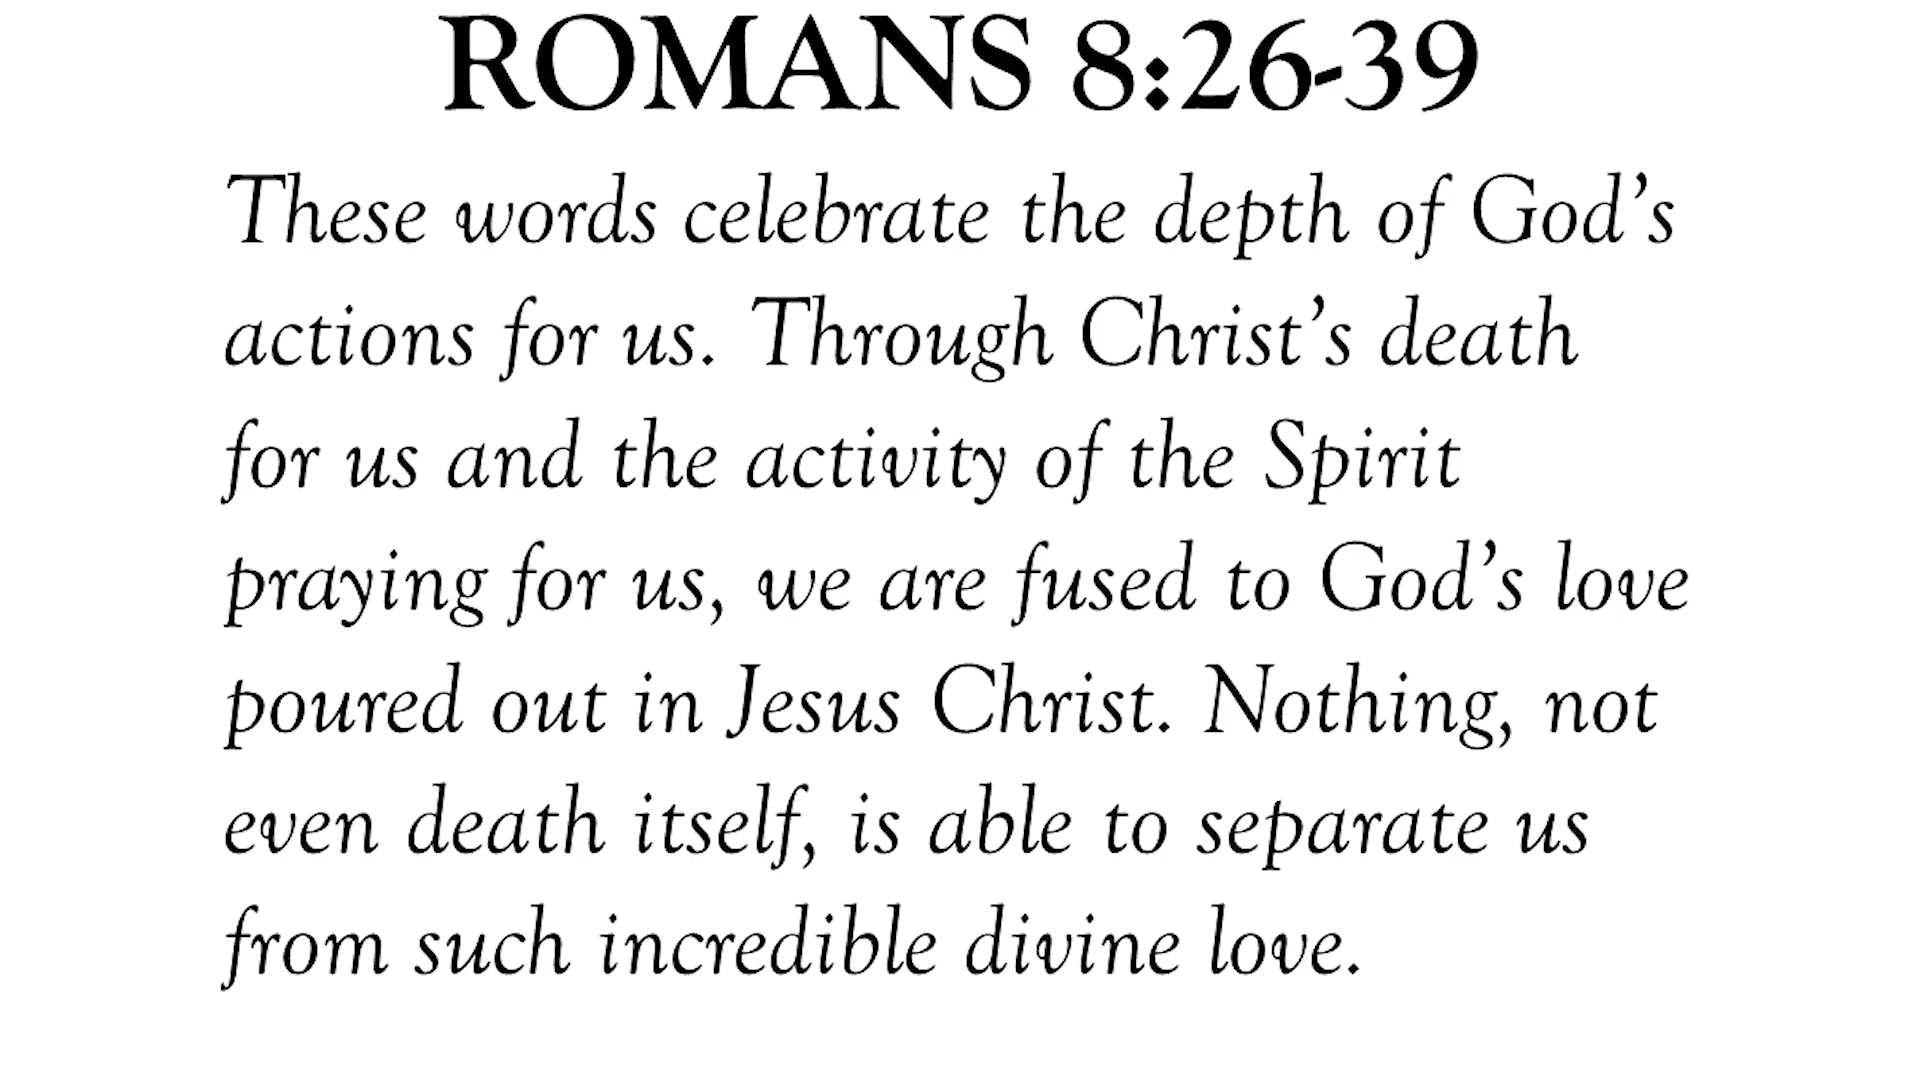 ROMANS 8:26-39
These words celebrate the depth of God’s
actions for us. Through Christ’s death
for us and the activity of the Spirit
praying for us, we are fused to God’s love
poured out in Jesus Christ. Nothing, not
even death itself, is able to separate us
from such incredible divine love.